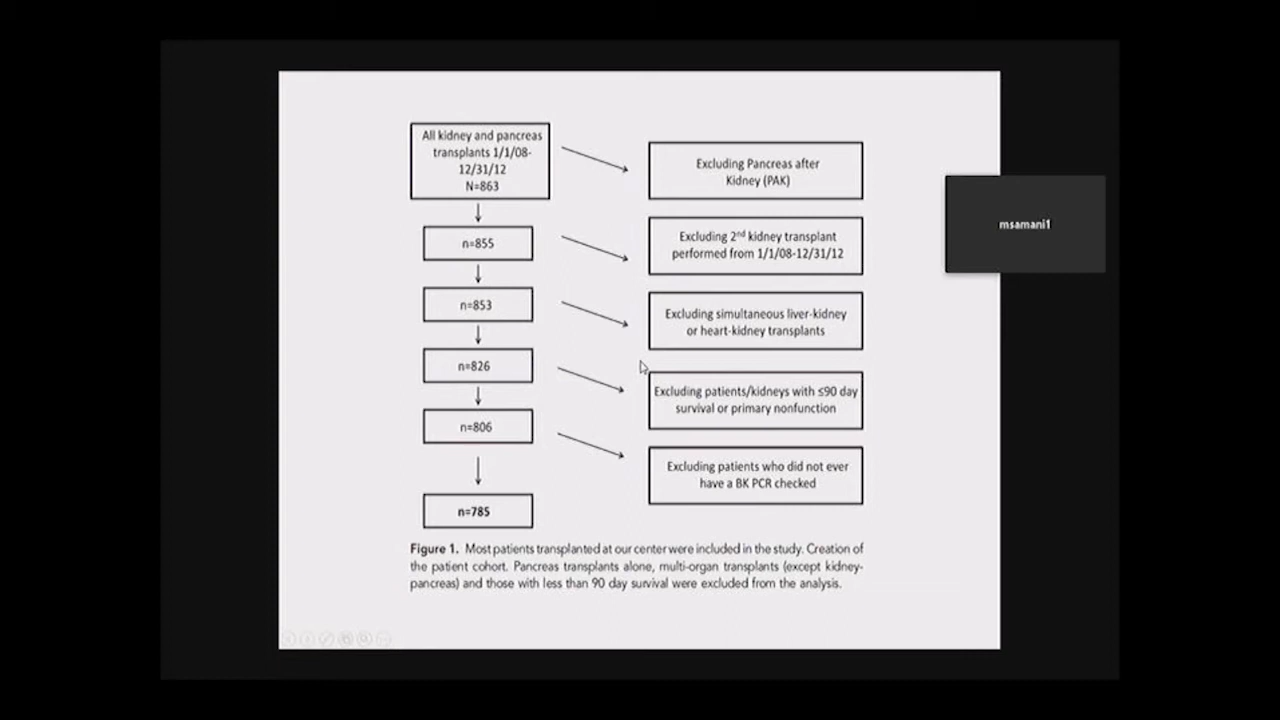 All kidney and pancreas
transplants 1/1/08-
12/31/12
N=863
Excluding Pancreas after
Kidney (PAK)
n=855
Excluding 2nd kidney transplant
performed from 1/1/08-12/31/12
n=853
Excluding simultaneous liver-kidney
or heart-kidney transplants
n=826
Excluding patients/kidneys with ≤90 day
survival or primary nonfunction
n=806
Excluding patients who did not ever
have a BK PCR checked
n=785
Figure 1. Most patients transplanted at our center were included in the study. Creation of
the patient cohort. Pancreas transplants alone, multi-organ transplants (except kidney-
pancreas) and those with less than 90 day survival were excluded from the analysis.
msamani1